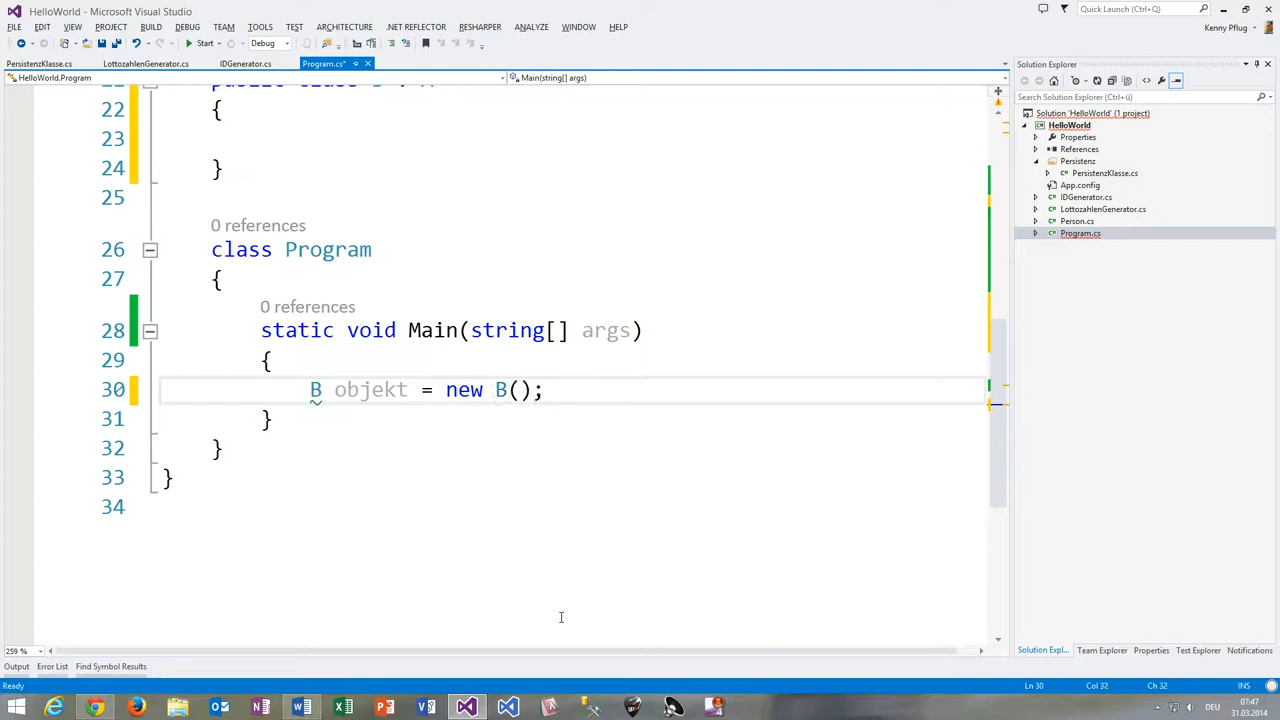 HelloWorld - Microsoft Visual Studio
Quick Launch (Ctrl+Q)
FILE EDIT VIEW PROJECT BUILD DEBUG TEAM TOOLS TEST ARCHITECTURE .NET REFLECTOR RESHARPER ANALYZE WINDOW HELP
Kenny Pflug
Start Debug
PersistenzKlasse.cs LottozahlenGenerator.cs IDGenerator.cs Program.cs*
HelloWorld.Program Main(string[] args)
22 {
23
24 }
25
0 references
26 class Program
27 {
0 references
28 static void Main(string[] args)
29 {
30 B objekt = new B();
31 }
32 }
33 }
34
259 %
Solution Explorer
Search Solution Explorer (Ctrl+ü)
Solution 'HelloWorld' (1 project)
HelloWorld
Properties
References
Persistenz
PersistenzKlasse.cs
App.config
IDGenerator.cs
LottozahlenGenerator.cs
Person.cs
Program.cs
Solution Expl... Team Explorer Properties Test Explorer Notifications
Output Error List Find Symbol Results
Ready Ln 30 Col 32 Ch 32 INS
DEU
07:47
31.03.2014